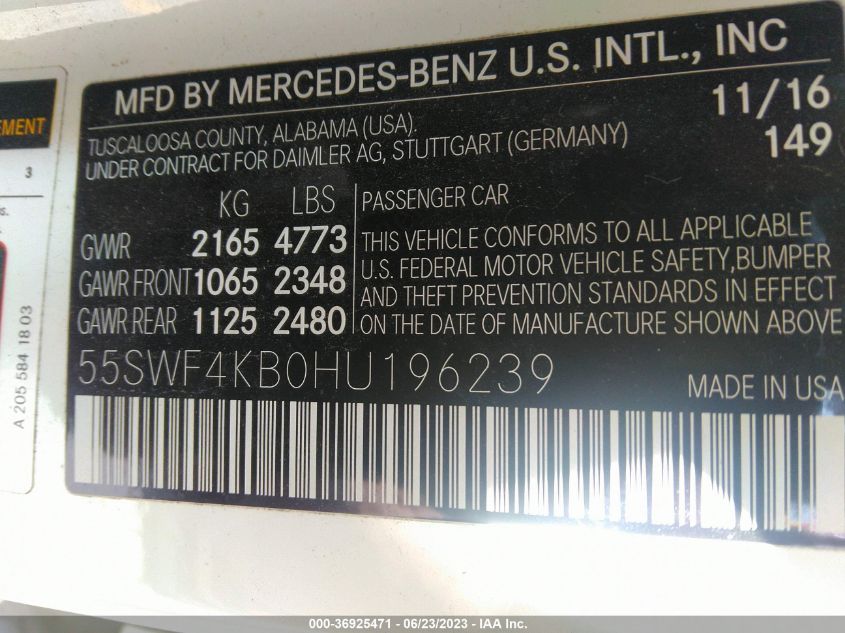 MFD BY MERCEDES-BENZ U.S. INTL., INC
TUSCALOOSA COUNTY, ALABAMA (USA). 11/16
UNDER CONTRACT FOR DAIMLER AG, STUTTGART (GERMANY) 149
KG LBS PASSENGER CAR
GVWR 2165 4773
GAWR FRONT 1065 2348
GAWR REAR 1125 2480
THIS VEHICLE CONFORMS TO ALL APPLICABLE
U.S. FEDERAL MOTOR VEHICLE SAFETY, BUMPER
AND THEFT PREVENTION STANDARDS IN EFFECT
ON THE DATE OF MANUFACTURE SHOWN ABOVE
55SWF4KB0HU196239
MADE IN USA
EMENT
3
s.
A 205 584 18 03
000-36925471 - 06/23/2023 - IAA Inc.